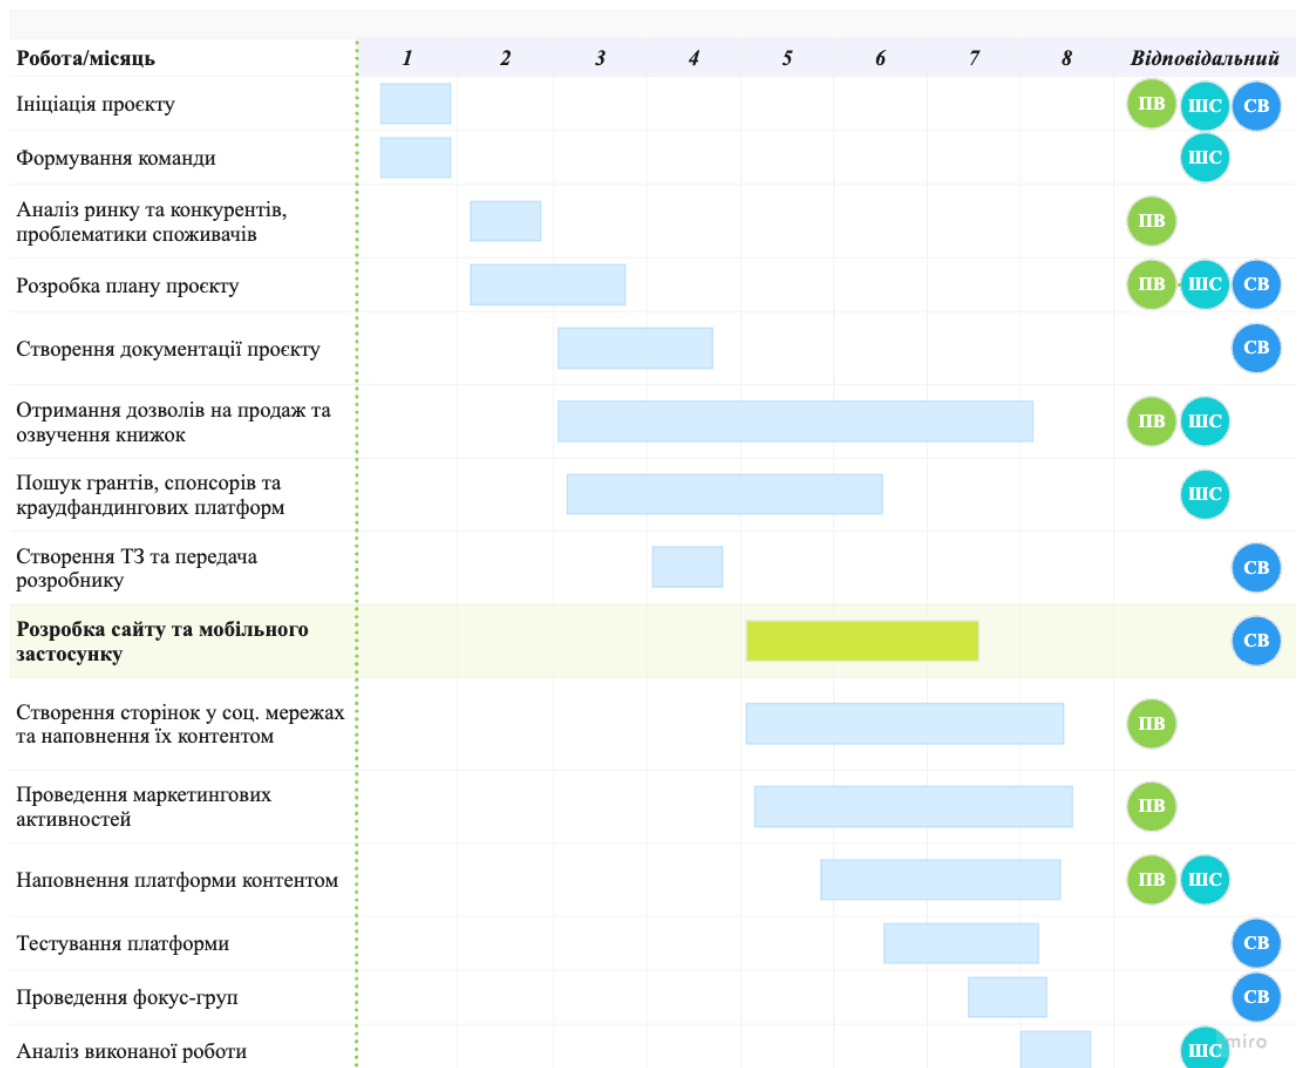 Робота/місяць 1 2 3 4 5 6 7 8 Відповідальний
Ініціація проєкту ПВ ШС СВ
Формування команди ШС
Аналіз ринку та конкурентів,
проблематики споживачів ПВ
Розробка плану проєкту ПВ ШС СВ
Створення документації проєкту СВ
Отримання дозволів на продаж та
озвучення книжок ПВ ШС
Пошук грантів, спонсорів та
краудфандингових платформ ШС
Створення ТЗ та передача
розробнику СВ
Розробка сайту та мобільного
застосунку СВ
Створення сторінок у соц. мережах
та наповнення їх контентом ПВ
Проведення маркетингових
активностей ПВ
Наповнення платформи контентом ПВ ШС
Тестування платформи СВ
Проведення фокус-груп СВ
Аналіз виконаної роботи ШС
miro